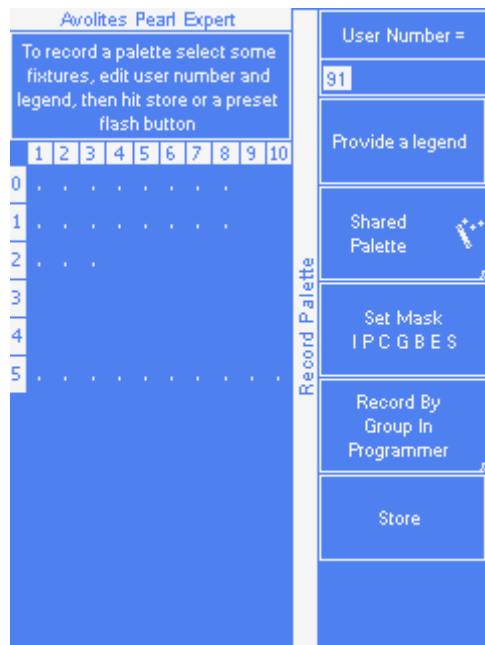 Avolites Pearl Expert
To record a palette select some
fixtures, edit user number and
legend, then hit store or a preset
flash button
1 2 3 4 5 6 7 8 9 10
0 . . . . . . . .
1 . . . . . . . .
2 . . .
3
4
5 . . . . . . . . . .
Record Palette
User Number =
91
Provide a legend
Shared
Palette
Set Mask
I P C G B E S
Record By
Group In
Programmer
Store